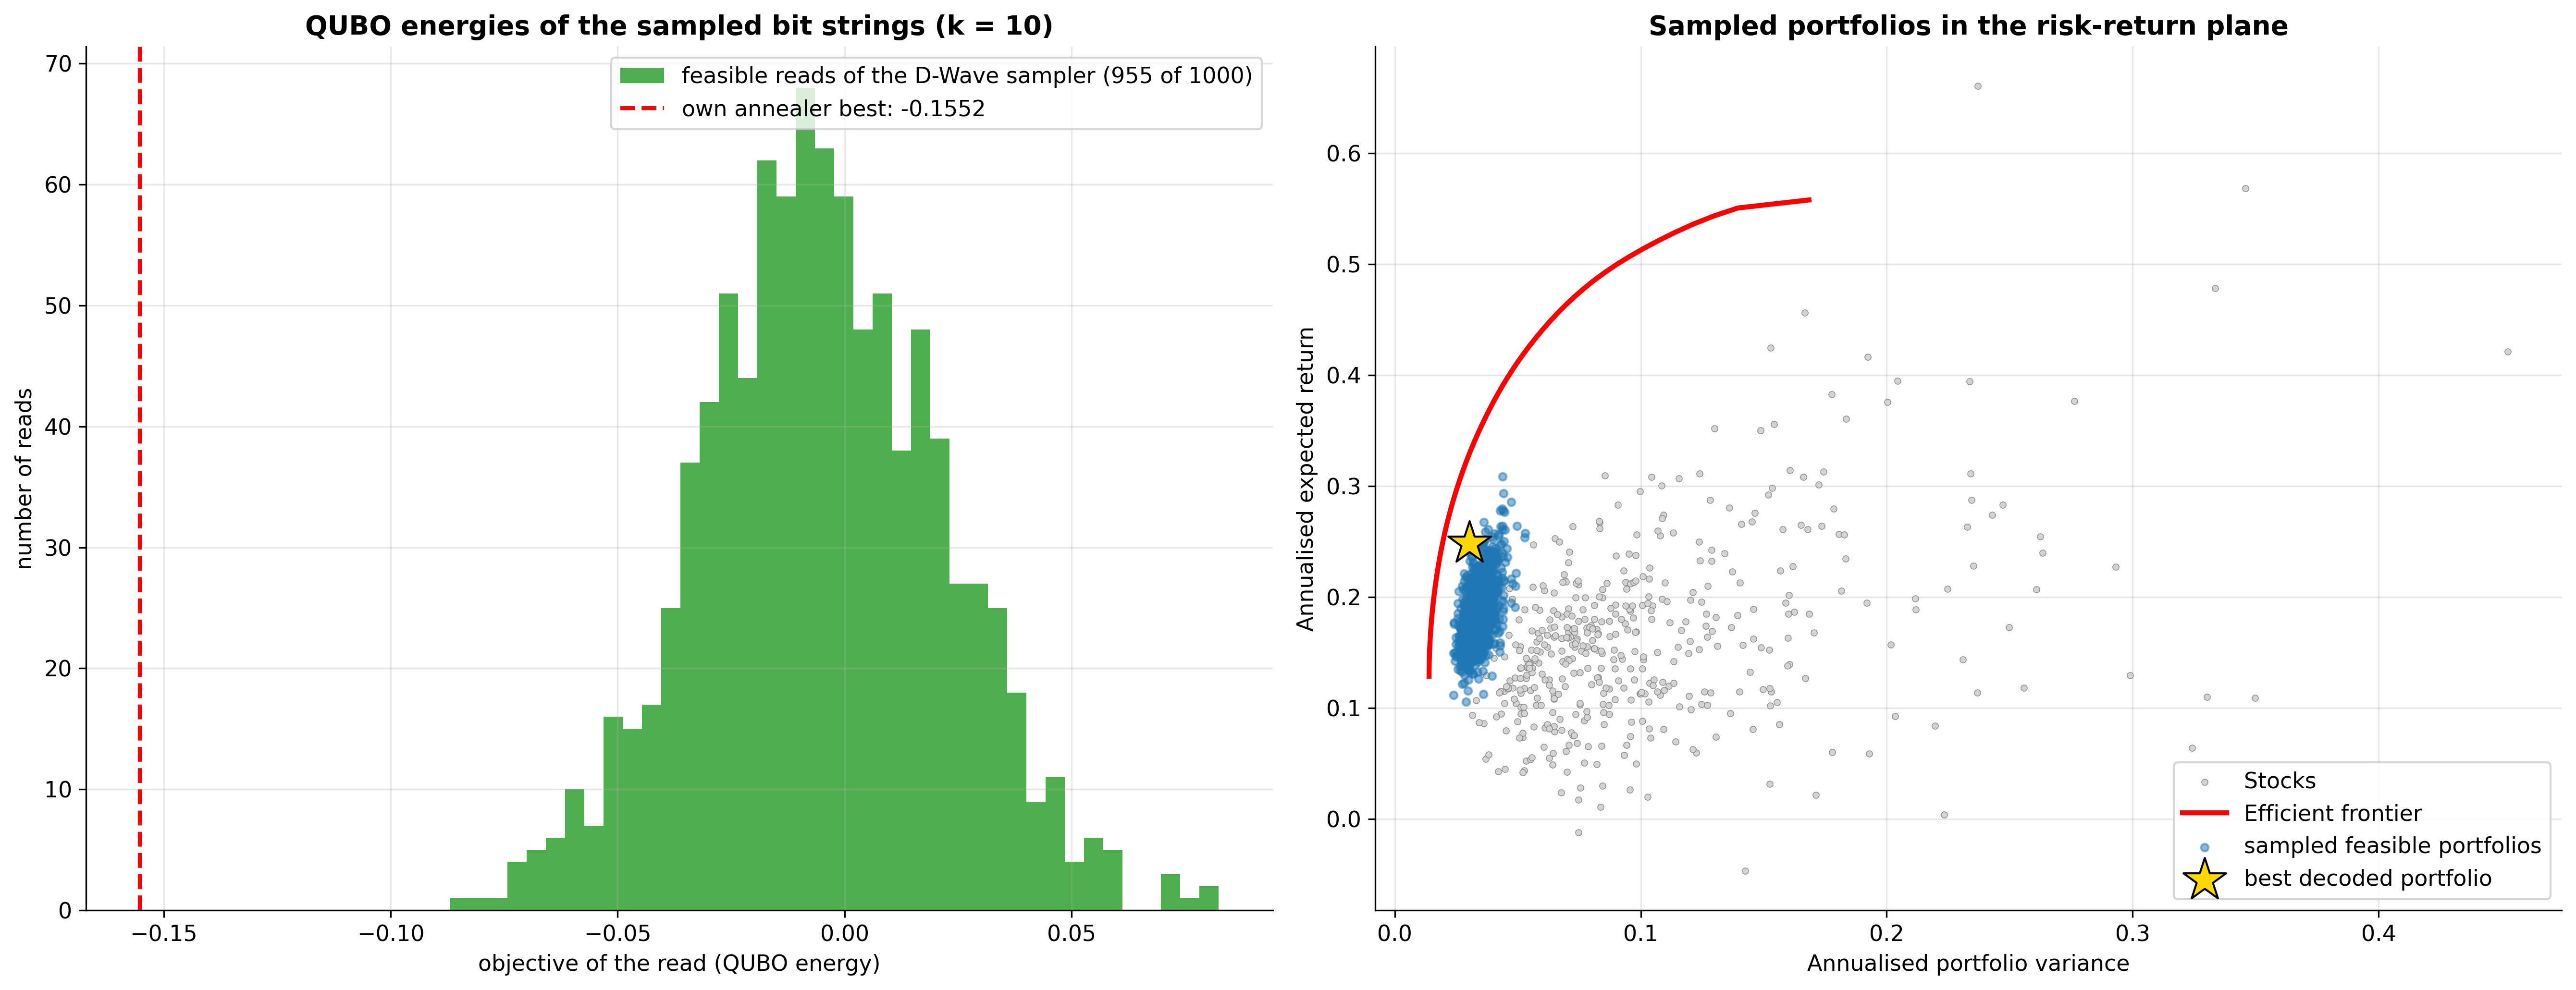 QUBO energies of the sampled bit strings (k = 10)
feasible reads of the D-Wave sampler (955 of 1000)
own annealer best: -0.1552
number of reads
70
60
50
40
30
20
10
0
−0.15
−0.10
−0.05
0.00
0.05
objective of the read (QUBO energy)
Sampled portfolios in the risk-return plane
Annualised expected return
0.6
0.5
0.4
0.3
0.2
0.1
0.0
Stocks
Efficient frontier
sampled feasible portfolios
best decoded portfolio
0.0
0.1
0.2
0.3
0.4
Annualised portfolio variance